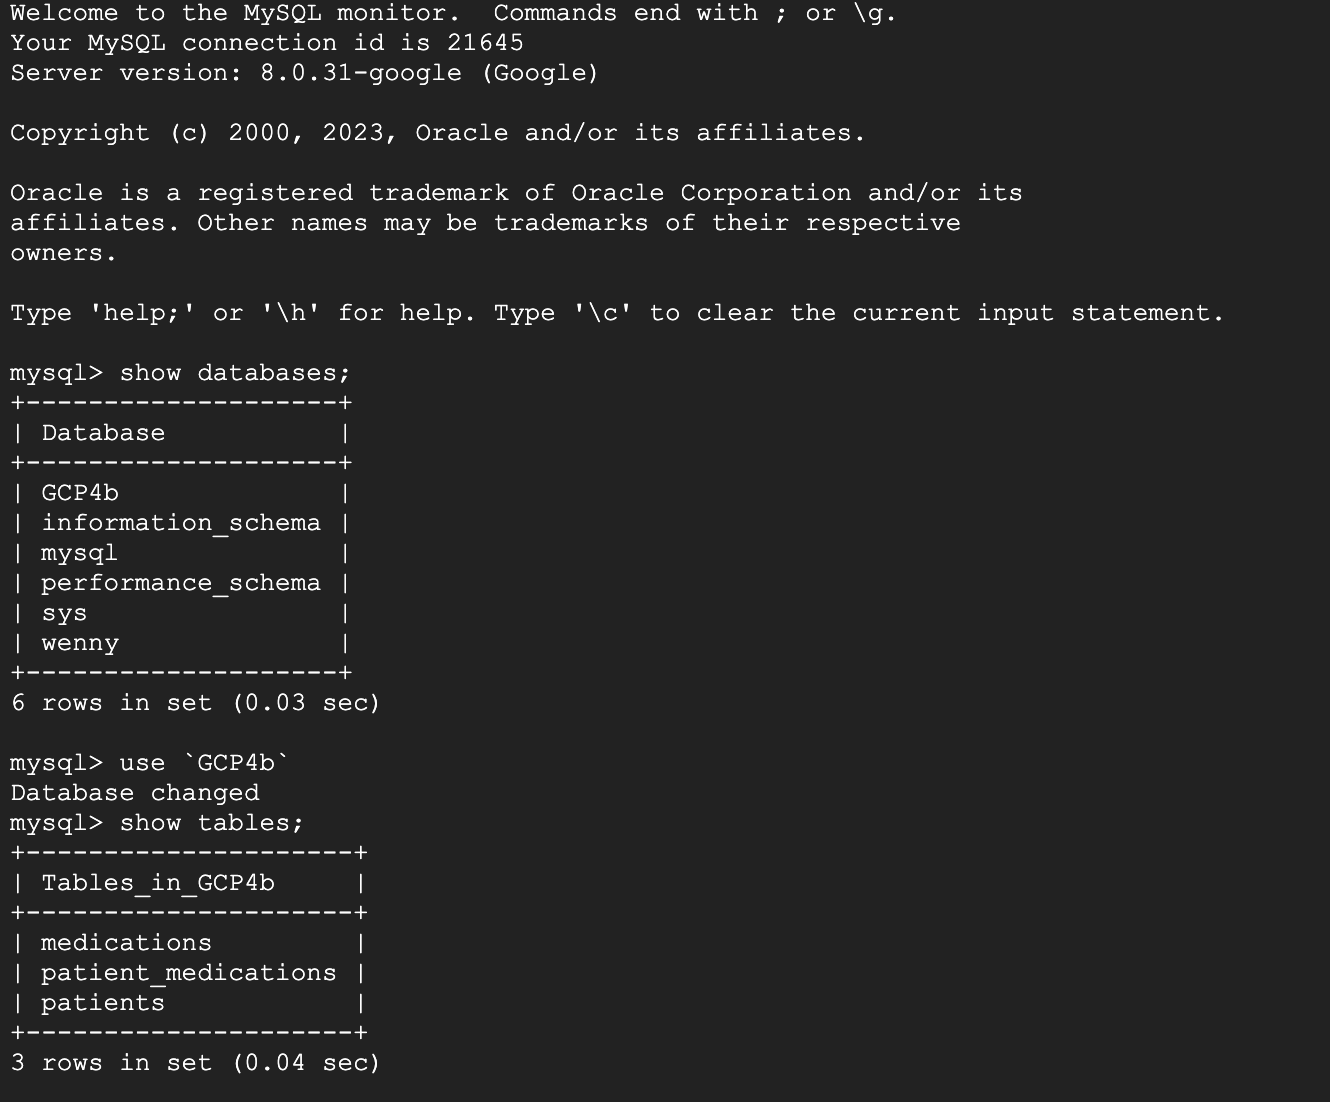 Welcome to the MySQL monitor.  Commands end with ; or \g.
Your MySQL connection id is 21645
Server version: 8.0.31-google (Google)

Copyright (c) 2000, 2023, Oracle and/or its affiliates.

Oracle is a registered trademark of Oracle Corporation and/or its
affiliates. Other names may be trademarks of their respective
owners.

Type 'help;' or '\h' for help. Type '\c' to clear the current input statement.

mysql> show databases;
+--------------------+
| Database           |
+--------------------+
| GCP4b              |
| information_schema |
| mysql              |
| performance_schema |
| sys                |
| wenny              |
+--------------------+
6 rows in set (0.03 sec)

mysql> use `GCP4b`
Database changed
mysql> show tables;
+---------------------+
| Tables_in_GCP4b     |
+---------------------+
| medications         |
| patient_medications |
| patients            |
+---------------------+
3 rows in set (0.04 sec)